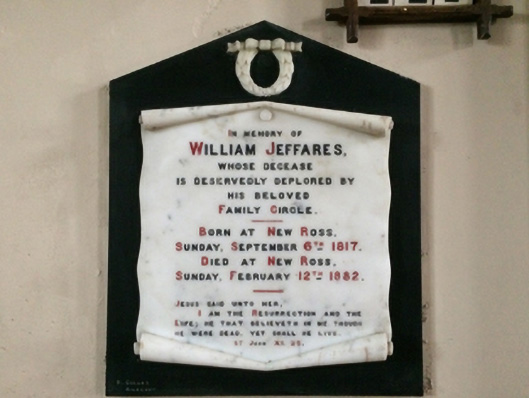 In memory of
William Jeffares,
whose decease
is deservedly deplored by
his beloved
Family Circle.
Born at New Ross,
Sunday, September 6th 1817.
Died at New Ross,
Sunday, February 12th 1882.
Jesus said unto her,
I am the Resurrection and the
Life; he that believeth in me though
he were dead, yet shall he live.
St John XI. 25.